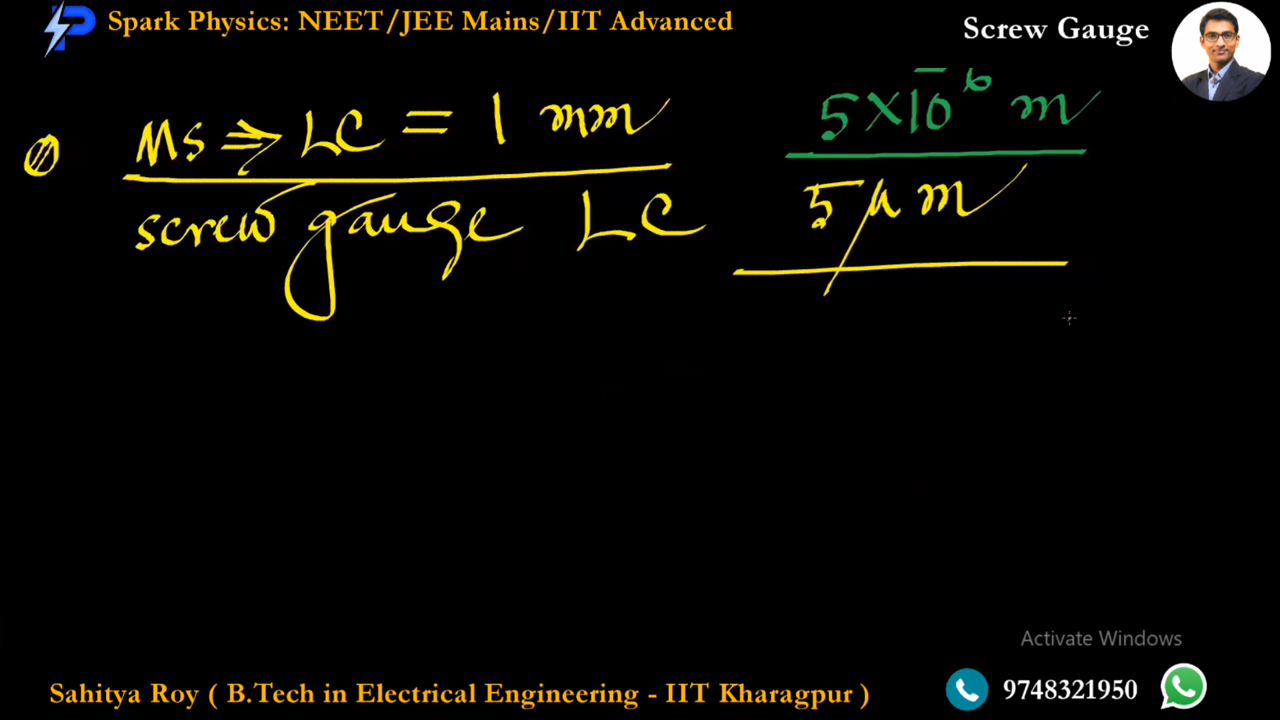 Spark Physics: NEET/JEE Mains/IIT Advanced
Screw Gauge
MS ⇒ LC = 1 mm
5×10⁻⁶ m
screw gauge LC 5 μm
Activate Windows
Sahitya Roy ( B.Tech in Electrical Engineering - IIT Kharagpur )
9748321950